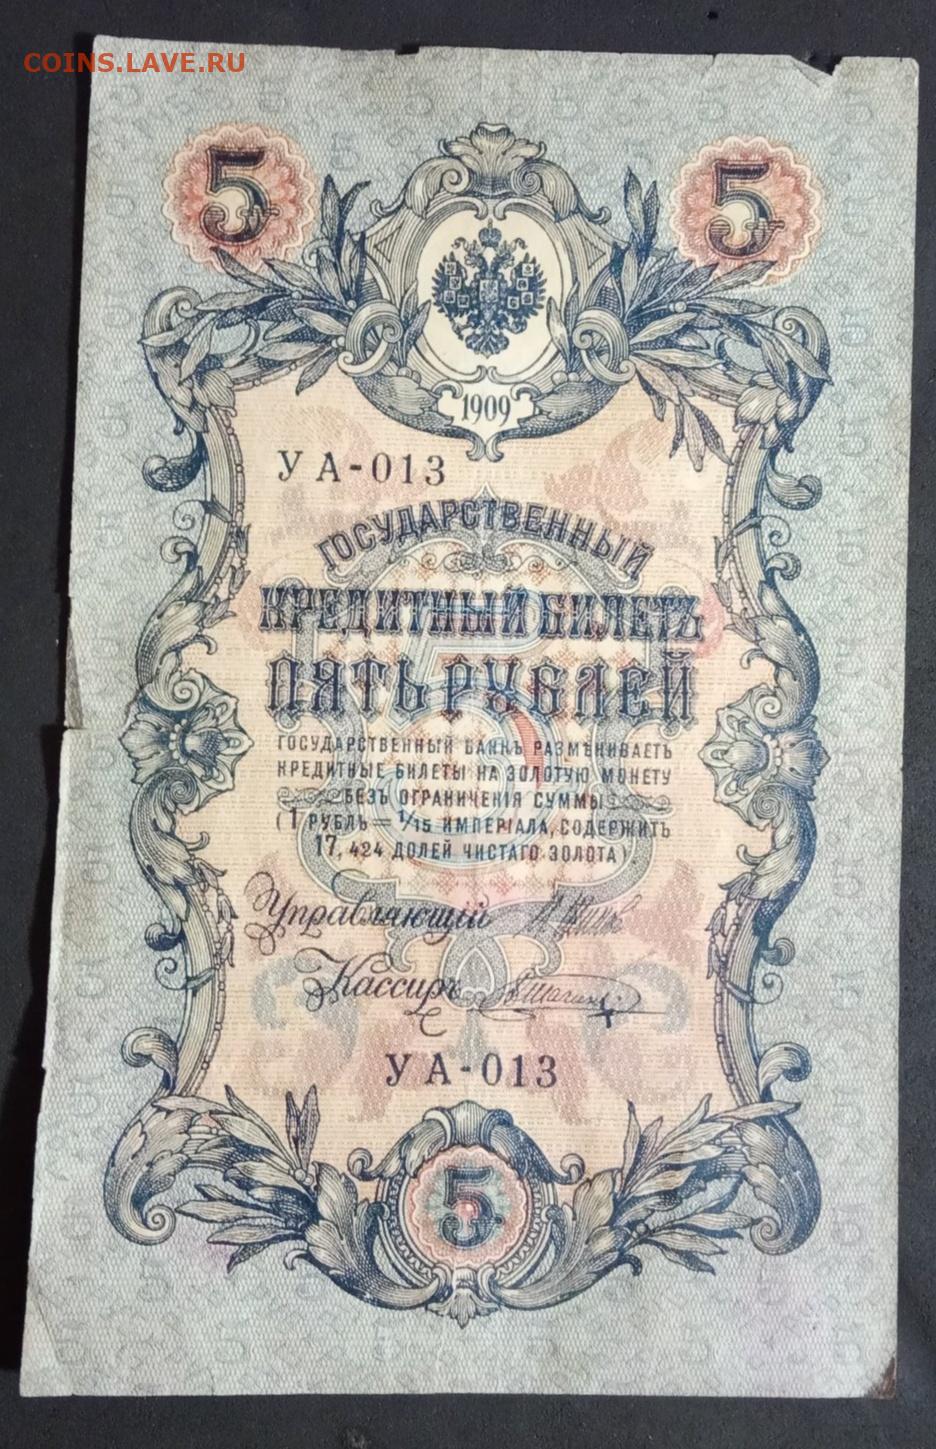 COINS.LAVE.RU
5 5
1909
УА-013
ГОСУДАРСТВЕННЫЙ
КРЕДИТНЫЙ БИЛЕТЪ
ПЯТЬ РУБЛЕЙ
ГОСУДАРСТВЕННЫЙ БАНКЪ РАЗМѢНИВАЕТЪ
КРЕДИТНЫЕ БИЛЕТЫ НА ЗОЛОТУЮ МОНЕТУ
БЕЗЪ ОГРАНИЧЕНІЯ СУММЫ
(1 РУБЛЬ = 1/15 ИМПЕРІАЛА, СОДЕРЖИТЪ
17,424 ДОЛЕЙ ЧИСТАГО ЗОЛОТА).
Управляющій
Кассиръ
УА-013
5